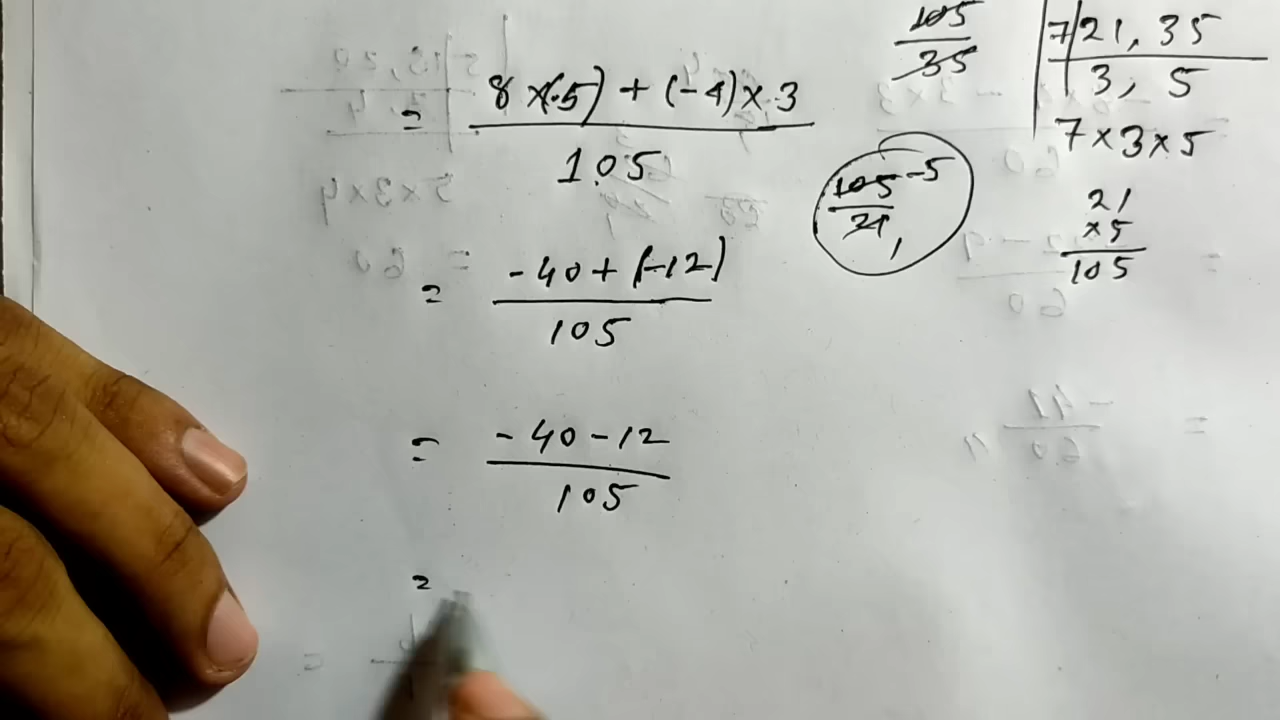 = 8 ×(-5) + (-4) × 3 / 105
= -40 + (-12) / 105
= -40 - 12 / 105
=
105 / 35
105 / 21 - 5
1
7 | 21, 35
3, 5
7 × 3 × 5
21
×5
105